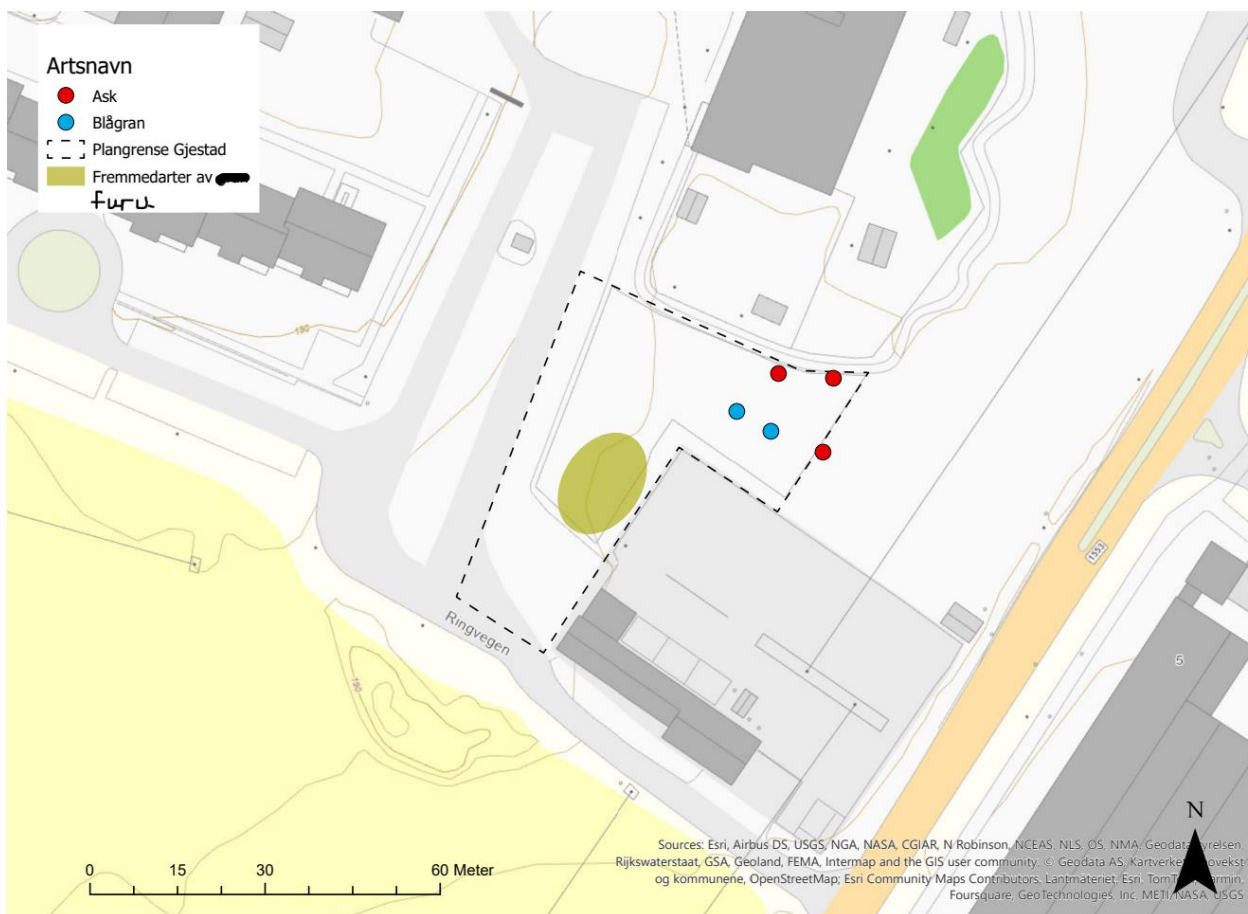 Artsnavn
Ask
Blågran
Plangrense Gjestad
Fremmedarter av
furu
190
Ringvegen
190
1553
5
N
0 15 30 60 Meter
Sources: Esri, Airbus DS, USGS, NGA, NASA, CGIAR, N Robinson, NCEAS, NLS, OS, NMA,
Rijkswaterstaat, GSA, Geoland, FEMA, Intermap and the GIS user community, © Geodata AS,
og kommunene, OpenStreetMap; Esri Community Maps Contributors, Lantmäteriet, Esri,
Foursquare, GeoTechnologies, Inc, METI/NASA, USGS